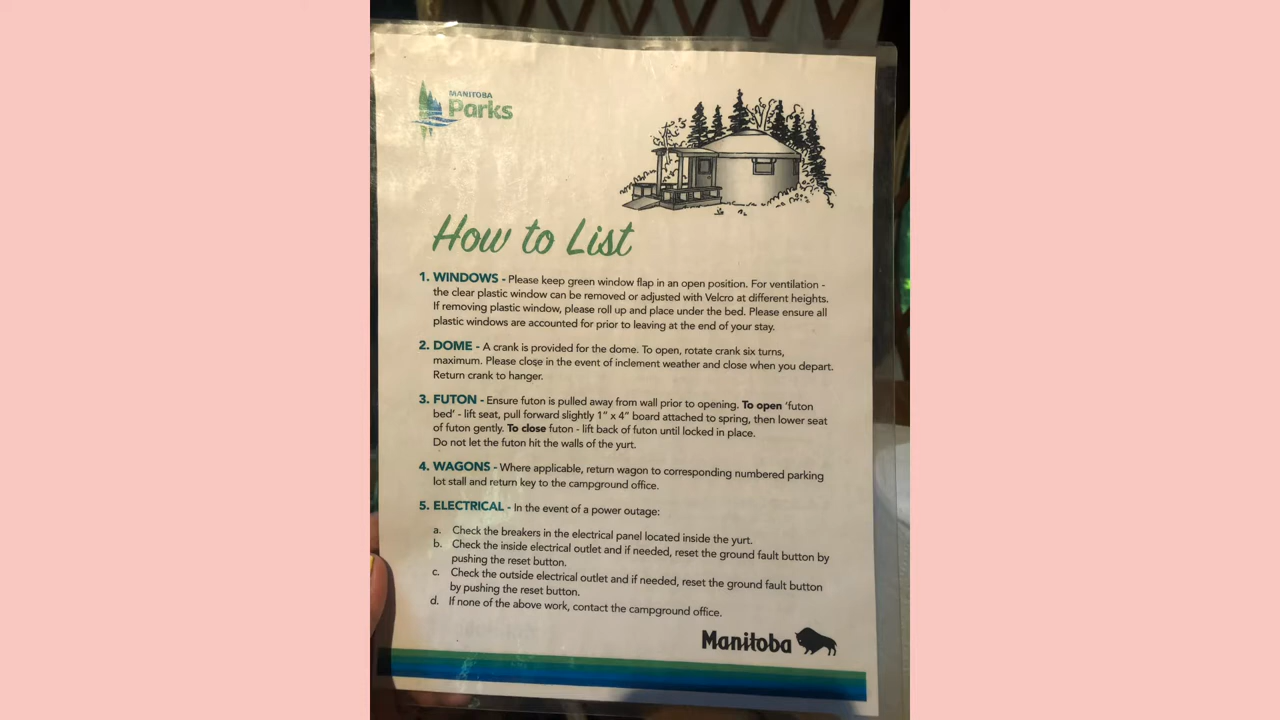 MANITOBA
Parks
How to List
1. WINDOWS - Please keep green window flap in an open position. For ventilation -
the clear plastic window can be removed or adjusted with Velcro at different heights.
If removing plastic window, please roll up and place under the bed. Please ensure all
plastic windows are accounted for prior to leaving at the end of your stay.
2. DOME - A crank is provided for the dome. To open, rotate crank six turns,
maximum. Please close in the event of inclement weather and close when you depart.
Return crank to hanger.
3. FUTON - Ensure futon is pulled away from wall prior to opening. To open 'futon
bed' - lift seat, pull forward slightly 1" x 4" board attached to spring, then lower seat
of futon gently. To close futon - lift back of futon until locked in place.
Do not let the futon hit the walls of the yurt.
4. WAGONS - Where applicable, return wagon to corresponding numbered parking
lot stall and return key to the campground office.
5. ELECTRICAL - In the event of a power outage:
a. Check the breakers in the electrical panel located inside the yurt.
b. Check the inside electrical outlet and if needed, reset the ground fault button by
pushing the reset button.
c. Check the outside electrical outlet and if needed, reset the ground fault button
by pushing the reset button.
d. If none of the above work, contact the campground office.
Manitoba